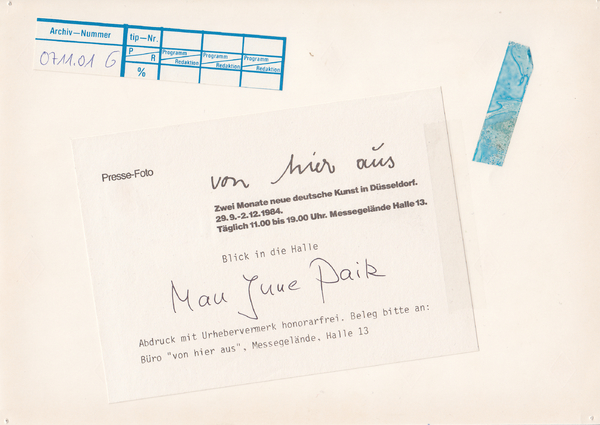 Archiv—Nummer tip—Nr.
0711.01 G P R Programm Redaktion Programm Redaktion Programm Redaktion
%
Presse-Foto
von hier aus
Zwei Monate neue deutsche Kunst in Düsseldorf.
29.9.-2.12.1984.
Täglich 11.00 bis 19.00 Uhr. Messegelände Halle 13.
Blick in die Halle
Mau June Paik
Abdruck mit Urhebervermerk honorarfrei. Beleg bitte an:
Büro "von hier aus", Messegelände, Halle 13